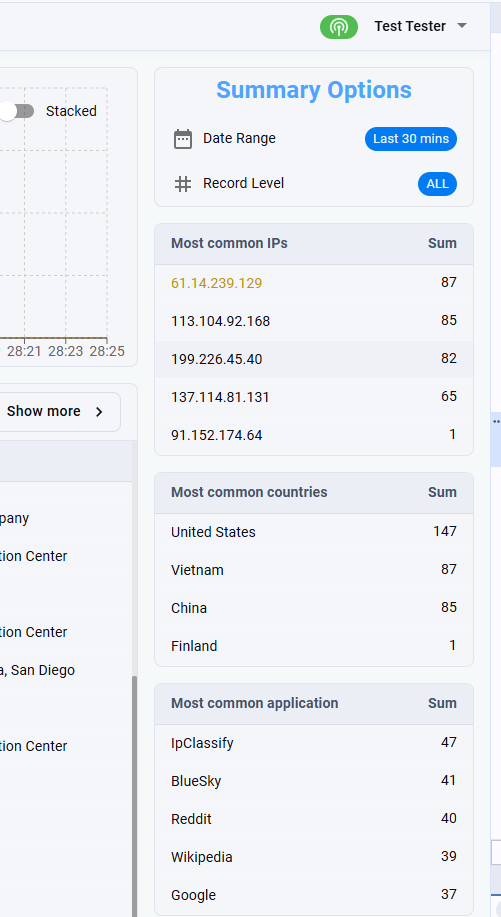 Test Tester
Stacked
28:21 28:23 28:25
Show more
pany
tion Center
tion Center
a, San Diego
tion Center
Summary Options
Date Range Last 30 mins
Record Level ALL
Most common IPs Sum
61.14.239.129 87
113.104.92.168 85
199.226.45.40 82
137.114.81.131 65
91.152.174.64 1
Most common countries Sum
United States 147
Vietnam 87
China 85
Finland 1
Most common application Sum
IpClassify 47
BlueSky 41
Reddit 40
Wikipedia 39
Google 37